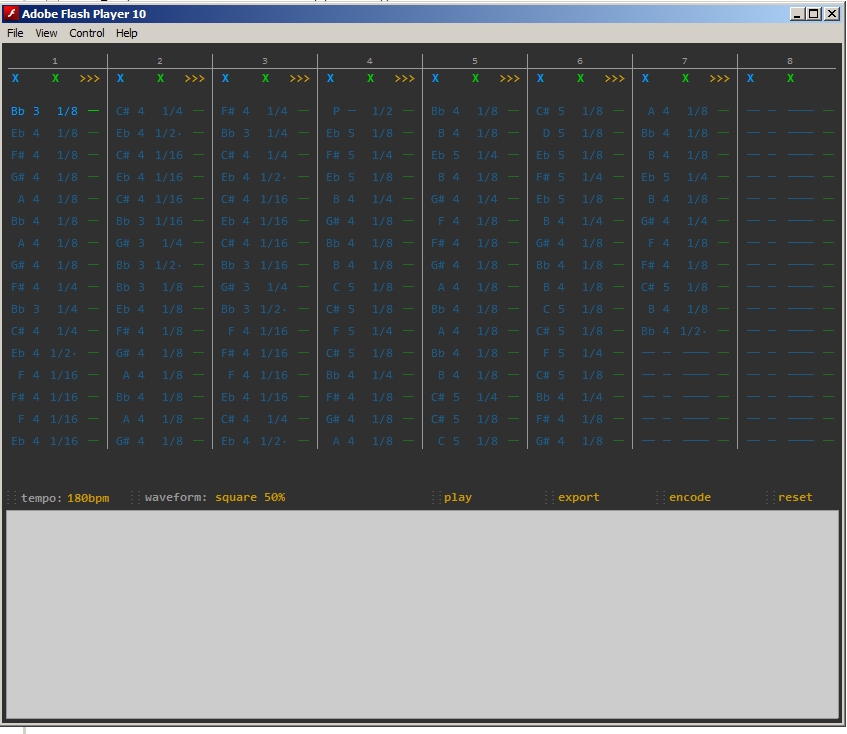 Adobe Flash Player 10
File View Control Help
1 2 3 4 5 6 7 8
X X >>> X X >>> X X >>> X X >>> X X >>> X X >>> X X >>> X X
Bb 3 1/8 — C# 4 1/4 — F# 4 1/4 — P — 1/2 — Bb 4 1/8 — C# 5 1/8 — A 4 1/8 — — — — —
Eb 4 1/8 — Eb 4 1/2· — Bb 3 1/4 — Eb 5 1/8 — B 4 1/8 — D 5 1/8 — Bb 4 1/8 — — — — —
F# 4 1/8 — C# 4 1/16 — C# 4 1/4 — F# 5 1/4 — Eb 5 1/4 — Eb 5 1/8 — B 4 1/8 — — — — —
G# 4 1/8 — Eb 4 1/16 — Eb 4 1/2· — Eb 5 1/8 — B 4 1/8 — F# 5 1/4 — Eb 5 1/4 — — — — —
A 4 1/8 — C# 4 1/16 — C# 4 1/16 — B 4 1/4 — G# 4 1/4 — Eb 5 1/8 — B 4 1/8 — — — — —
Bb 4 1/8 — Bb 3 1/16 — Eb 4 1/16 — G# 4 1/8 — F 4 1/8 — B 4 1/4 — G# 4 1/4 — — — — —
A 4 1/8 — G# 3 1/4 — C# 4 1/16 — Bb 4 1/8 — F# 4 1/8 — G# 4 1/8 — F 4 1/8 — — — — —
G# 4 1/8 — Bb 3 1/2· — Bb 3 1/16 — B 4 1/8 — G# 4 1/8 — Bb 4 1/8 — F# 4 1/8 — — — — —
F# 4 1/4 — Bb 3 1/8 — G# 3 1/4 — C 5 1/8 — A 4 1/8 — B 4 1/8 — C# 5 1/8 — — — — —
Bb 3 1/4 — Eb 4 1/8 — Bb 3 1/2· — C# 5 1/8 — Bb 4 1/8 — C 5 1/8 — B 4 1/8 — — — — —
C# 4 1/4 — F# 4 1/8 — F 4 1/16 — F 5 1/4 — A 4 1/8 — C# 5 1/8 — Bb 4 1/2· — — — — —
Eb 4 1/2· — G# 4 1/8 — F# 4 1/16 — C# 5 1/8 — Bb 4 1/8 — F 5 1/4 — — — — — — — — —
F 4 1/16 — A 4 1/8 — F 4 1/16 — Bb 4 1/4 — B 4 1/8 — C# 5 1/8 — — — — — — — — —
F# 4 1/16 — Bb 4 1/8 — Eb 4 1/16 — F# 4 1/8 — C# 5 1/4 — Bb 4 1/4 — — — — — — — — —
F 4 1/16 — A 4 1/8 — C# 4 1/4 — G# 4 1/8 — C# 5 1/8 — F# 4 1/8 — — — — — — — — —
Eb 4 1/16 — G# 4 1/8 — Eb 4 1/2· — A 4 1/8 — C 5 1/8 — G# 4 1/8 — — — — — — — — —
tempo: 180bpm waveform: square 50% play export encode reset